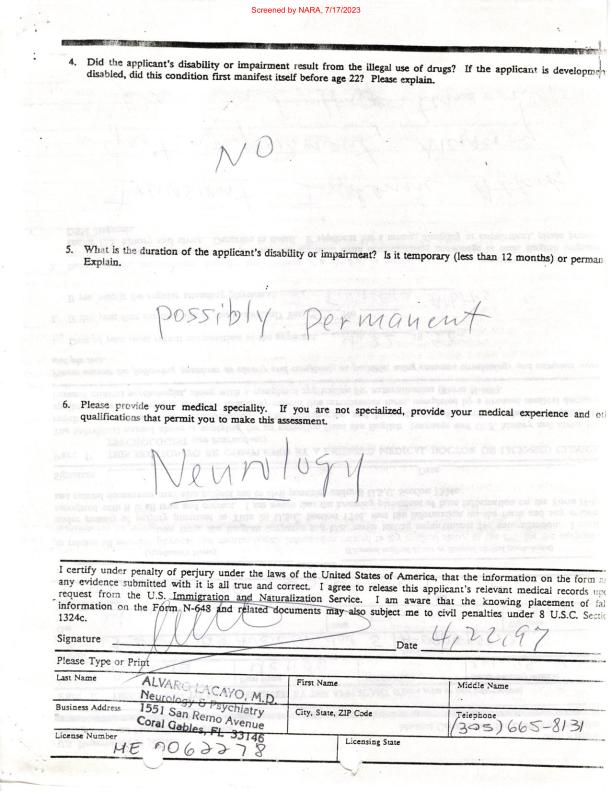 Screened by NARA, 7/17/2023
4. Did the applicant's disability or impairment result from the illegal use of drugs? If the applicant is
disabled, did this condition first manifest itself before age 22? Please explain.
NO
5. What is the duration of the applicant's disability or impairment? Is it temporary (less than 12 months) or
Explain.
possibly permanent
6. Please provide your medical speciality. If you are not specialized, provide your medical experience and
qualifications that permit you to make this assessment.
Neurology
I certify under penalty of perjury under the laws of the United States of America, that the information on the form
any evidence submitted with it is all true and correct. I agree to release this applicant's relevant medical records
request from the U.S. Immigration and Naturalization Service. I am aware that the knowing placement of
information on the Form N-648 and related documents may also subject me to civil penalties under 8 U.S.C.
1324c.
Signature Date 4,22,97
Please Type or Print
Last Name First Name Middle Name
ALVARO LACAYO, M.D.
Neurology & Psychiatry
Business Address City, State, ZIP Code Telephone
1551 San Remo Avenue
Coral Gables, FL 33146
(305) 665-8131
License Number Licensing State
ME 0062278